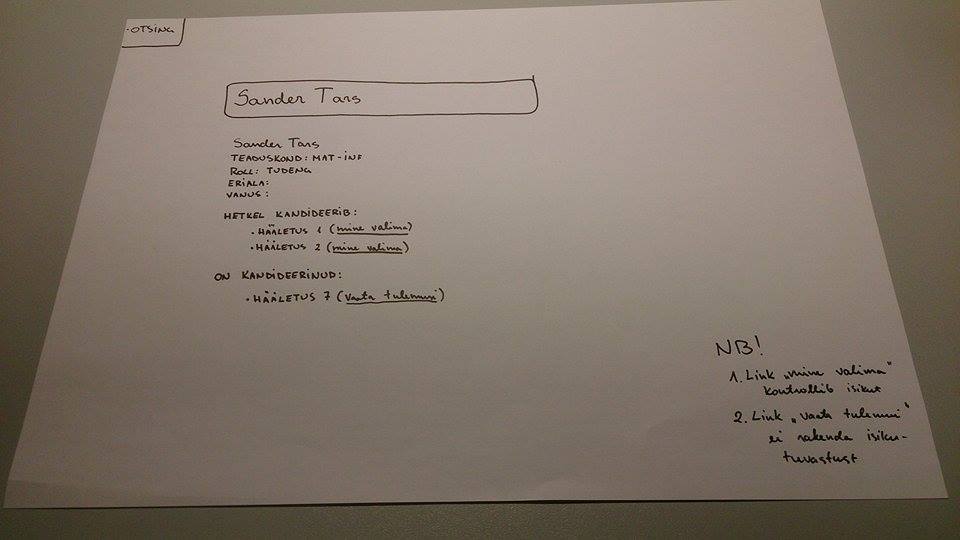 -OTSING
Sander Tars
Sander Tars
TEADUSKOND: MAT-INF
ROLL: TUDENG
ERIALA:
VANUS:
HETKEL KANDIDEERIB:
• HÄÄLETUS 1 (mine valima)
• HÄÄLETUS 2 (mine valima)
ON KANDIDEERINUD:
• HÄÄLETUS 7 (vaata tulemusi)
NB!
1. Link „mine valima"
kontrollib isikut
2. Link „vaata tulemusi"
ei rakenda isiku-
tuvastust